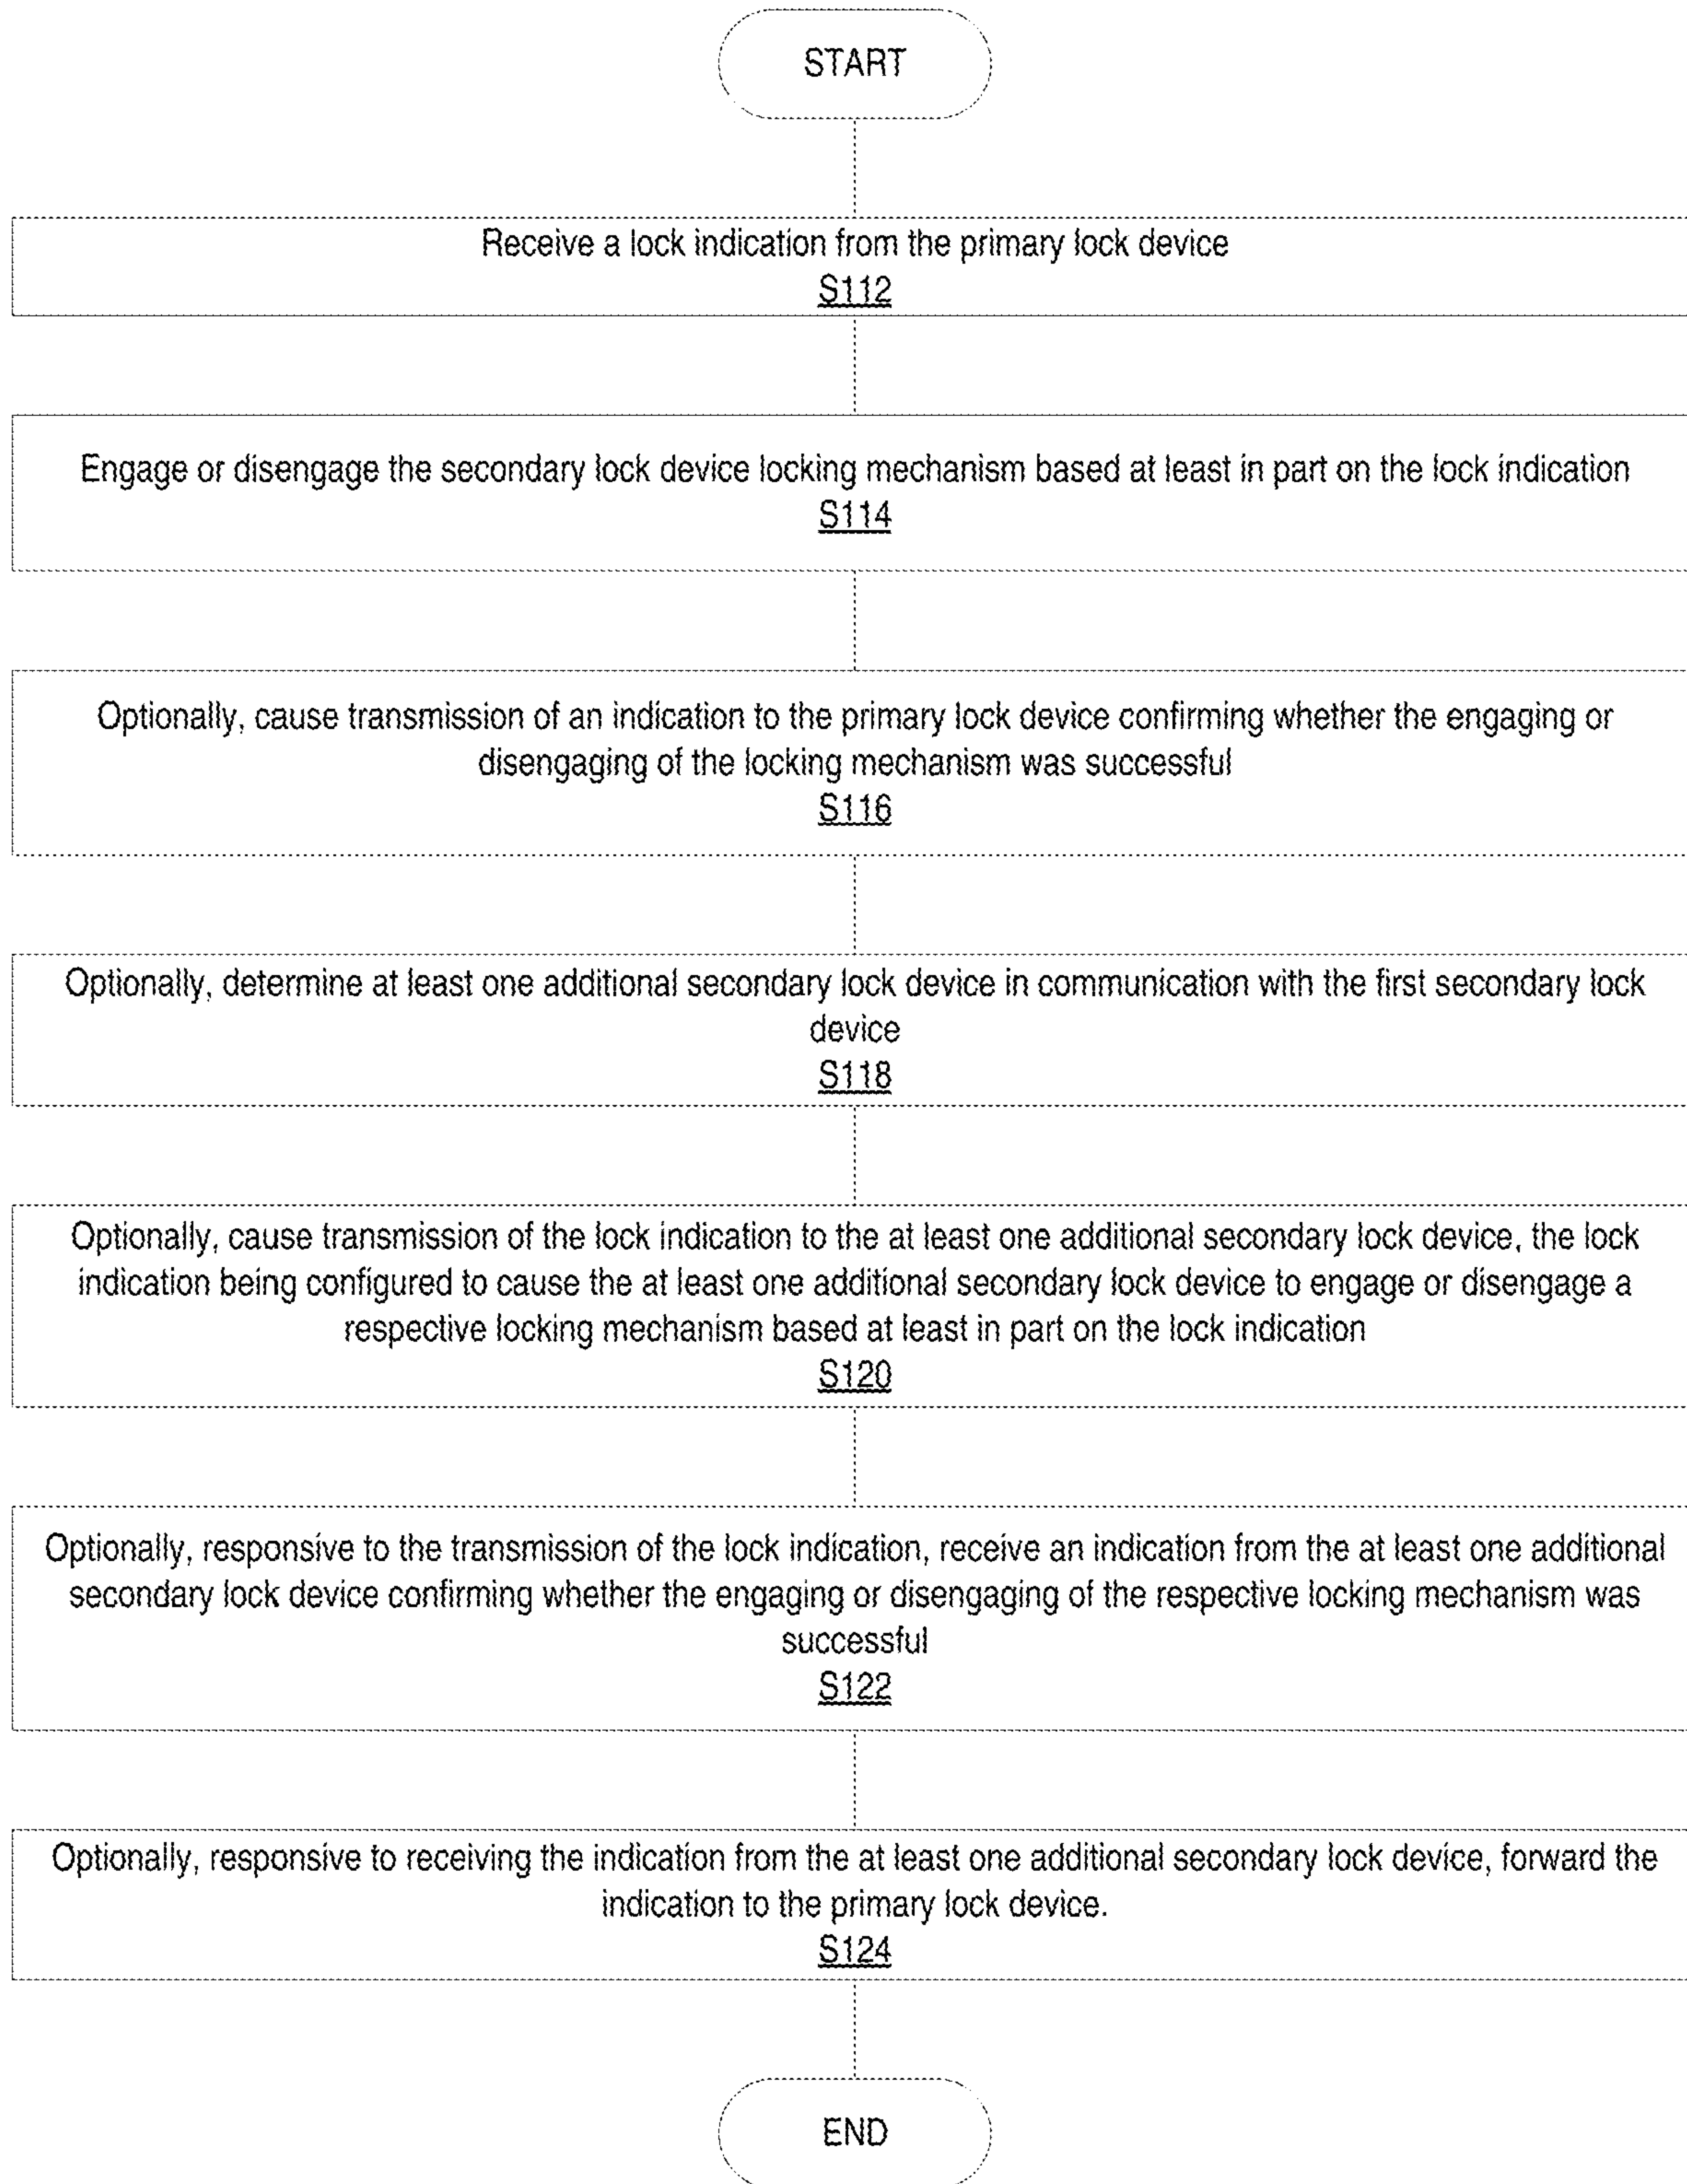 START
Receive a lock indication from the primary lock device
S112
Engage or disengage the secondary lock device locking mechanism based at least in part on the lock indication
S114
Optionally, cause transmission of an indication to the primary lock device confirming whether the engaging or
disengaging of the locking mechanism was successful
S116
Optionally, determine at least one additional secondary lock device in communication with the first secondary lock
device
S118
Optionally, cause transmission of the lock indication to the at least one additional secondary lock device, the lock
indication being configured to cause the at least one additional secondary lock device to engage or disengage a
respective locking mechanism based at least in part on the lock indication
S120
Optionally, responsive to the transmission of the lock indication, receive an indication from the at least one additional
secondary lock device confirming whether the engaging or disengaging of the respective locking mechanism was
successful
S122
Optionally, responsive to receiving the indication from the at least one additional secondary lock device, forward the
indication to the primary lock device.
S124
END